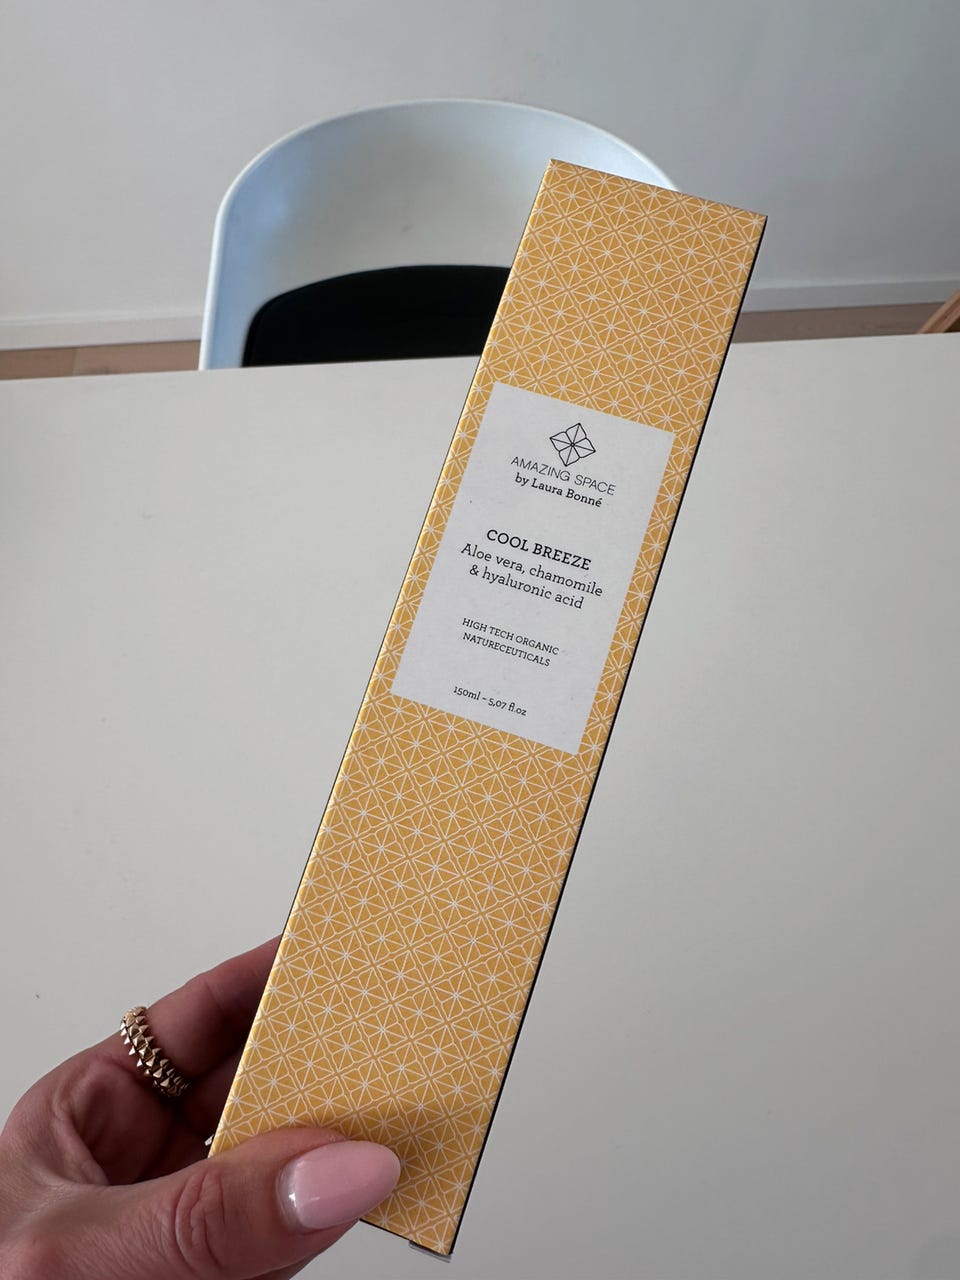 AMAZING SPACE
by Laura Bonné
COOL BREEZE
Aloe vera, chamomile
& hyaluronic acid
HIGH TECH ORGANIC
NATURECEUTICALS
150ml – 5,07 fl.oz